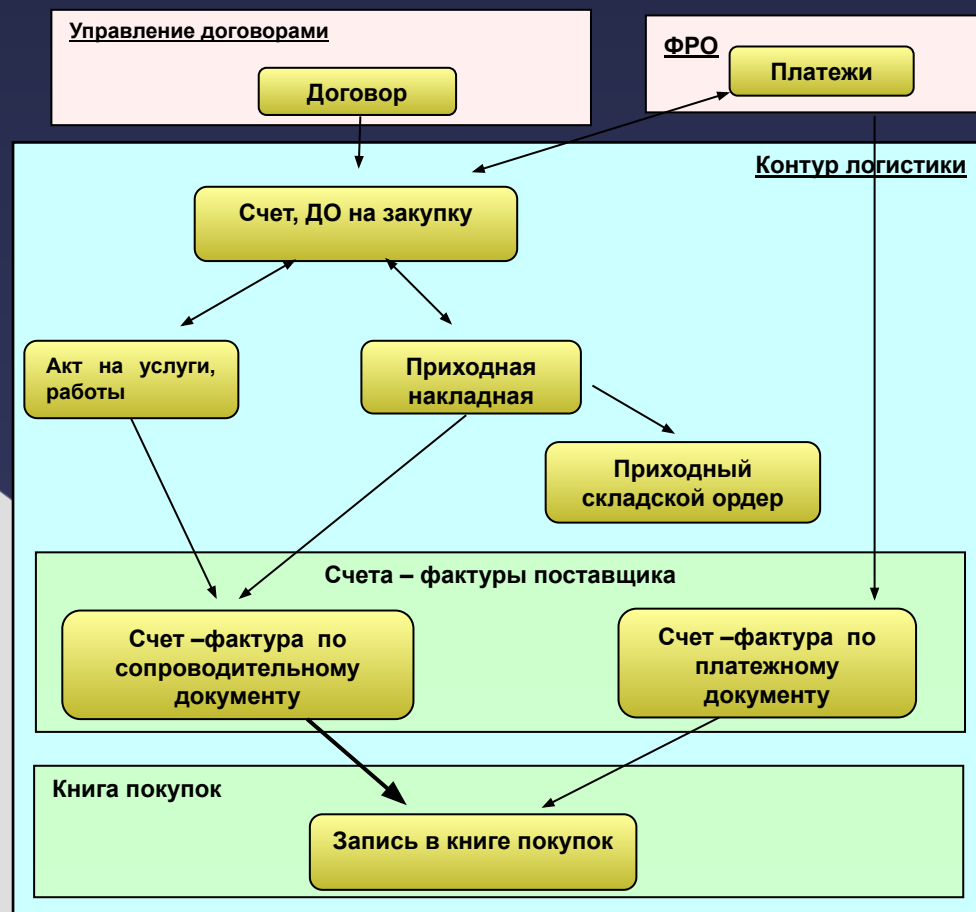 Управление договорами
ФРО
Договор
Платежи
Контур логистики
Счет, ДО на закупку
Акт на услуги,
работы
Приходная
накладная
Приходный
складской ордер
Счета – фактуры поставщика
Счет –фактура по
сопроводительному
документу
Счет –фактура по
платежному
документу
Книга покупок
Запись в книге покупок